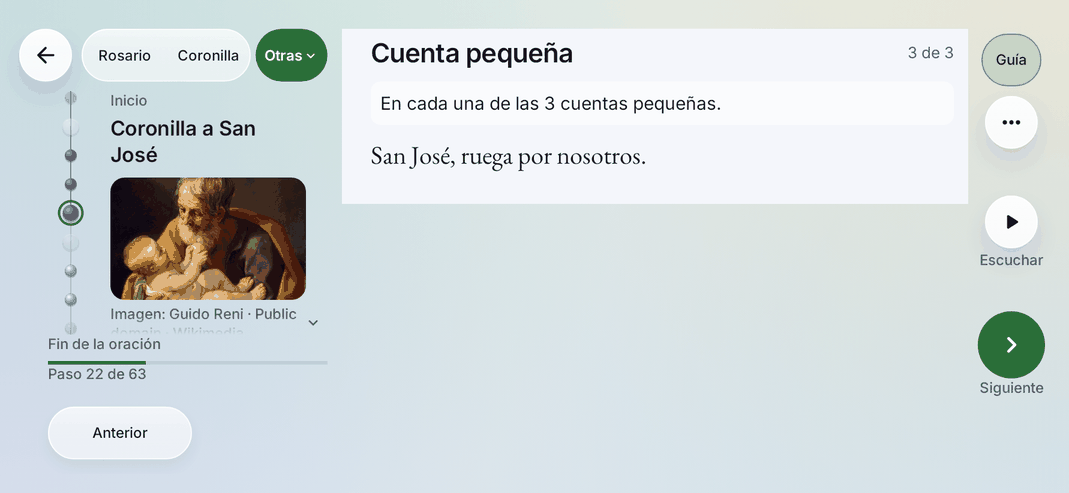 Rosario
Coronilla
Otras
Inicio
Coronilla a San
José
Imagen: Guido Reni · Public
domain · Wikimedia
Fin de la oración
Paso 22 de 63
Anterior
Cuenta pequeña
3 de 3
En cada una de las 3 cuentas pequeñas.
San José, ruega por nosotros.
Guía
Escuchar
Siguiente